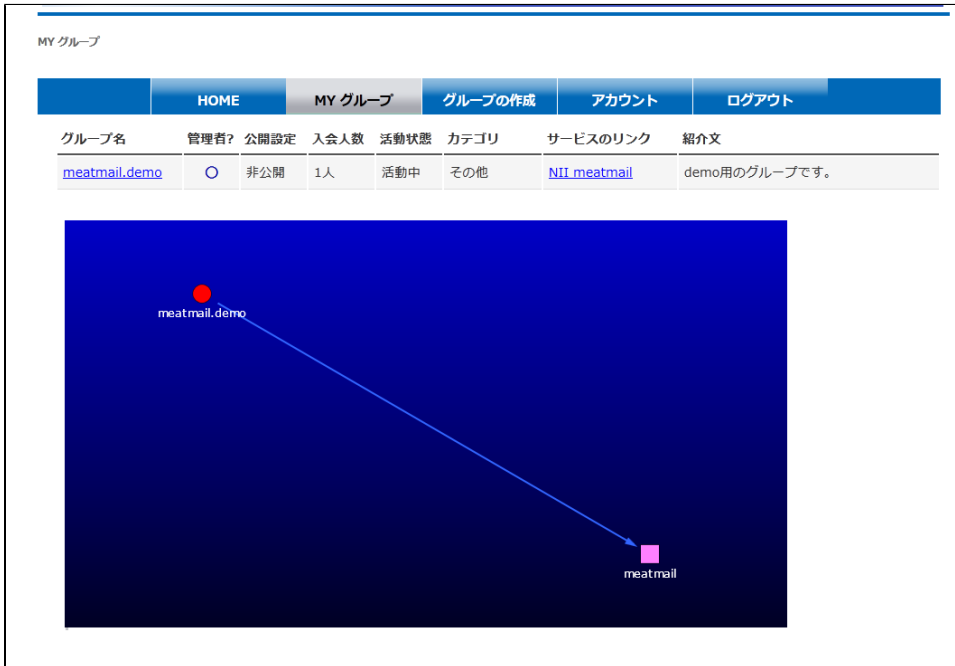 MY グループ
HOME MY グループ グループの作成 アカウント ログアウト
グループ名 管理者? 公開設定 入会人数 活動状態 カテゴリ サービスのリンク 紹介文
meatmail.demo ○ 非公開 1人 活動中 その他 NII meatmail demo用のグループです。
meatmail.demo
meatmail